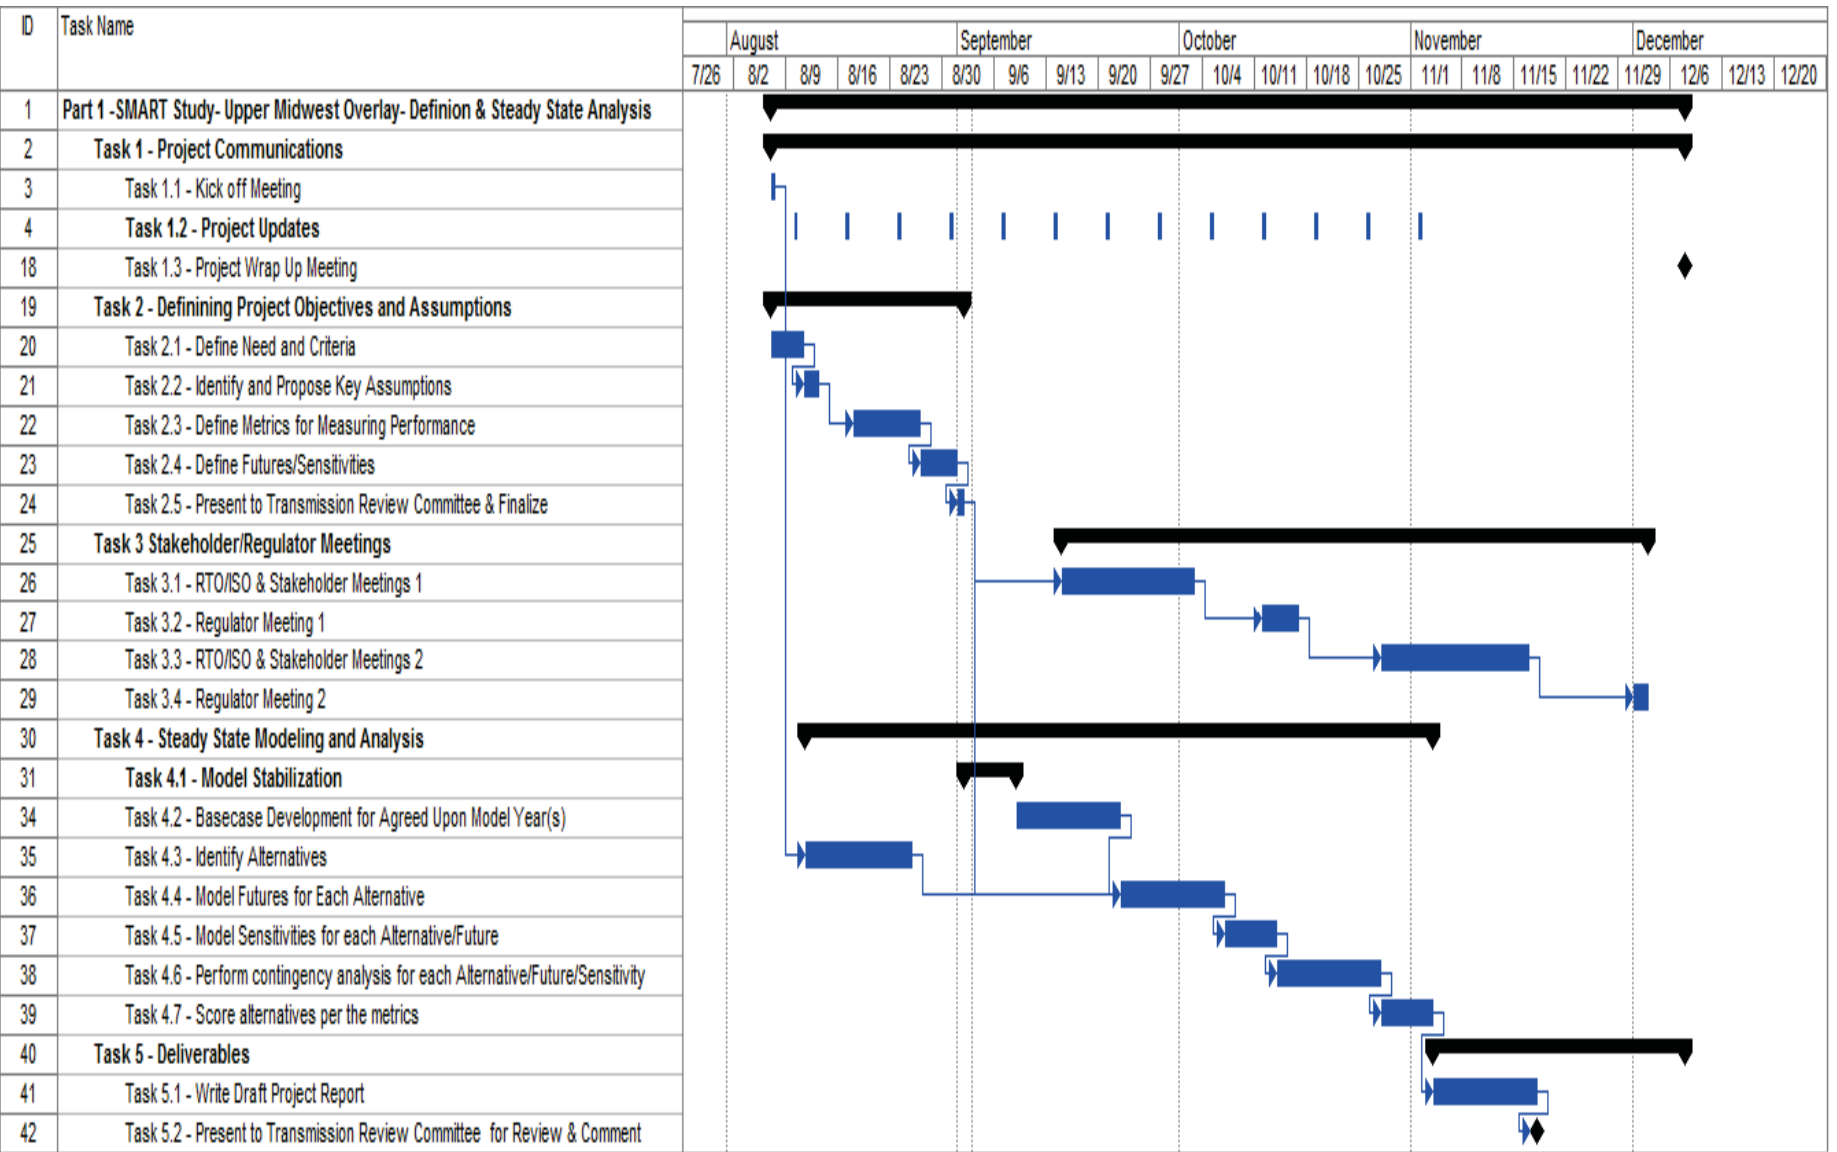 ID Task Name
August September October November December
7/26 8/2 8/9 8/16 8/23 8/30 9/6 9/13 9/20 9/27 10/4 10/11 10/18 10/25 11/1 11/8 11/15 11/22 11/29 12/6 12/13 12/20
1 Part 1 -SMART Study- Upper Midwest Overlay- Definion & Steady State Analysis
2 Task 1 - Project Communications
3 Task 1.1 - Kick off Meeting
4 Task 1.2 - Project Updates
18 Task 1.3 - Project Wrap Up Meeting
19 Task 2 - Definining Project Objectives and Assumptions
20 Task 2.1 - Define Need and Criteria
21 Task 2.2 - Identify and Propose Key Assumptions
22 Task 2.3 - Define Metrics for Measuring Performance
23 Task 2.4 - Define Futures/Sensitivities
24 Task 2.5 - Present to Transmission Review Committee & Finalize
25 Task 3 Stakeholder/Regulator Meetings
26 Task 3.1 - RTO/ISO & Stakeholder Meetings 1
27 Task 3.2 - Regulator Meeting 1
28 Task 3.3 - RTO/ISO & Stakeholder Meetings 2
29 Task 3.4 - Regulator Meeting 2
30 Task 4 - Steady State Modeling and Analysis
31 Task 4.1 - Model Stabilization
34 Task 4.2 - Basecase Development for Agreed Upon Model Year(s)
35 Task 4.3 - Identify Alternatives
36 Task 4.4 - Model Futures for Each Alternative
37 Task 4.5 - Model Sensitivities for each Alternative/Future
38 Task 4.6 - Perform contingency analysis for each Alternative/Future/Sensitivity
39 Task 4.7 - Score alternatives per the metrics
40 Task 5 - Deliverables
41 Task 5.1 - Write Draft Project Report
42 Task 5.2 - Present to Transmission Review Committee for Review & Comment